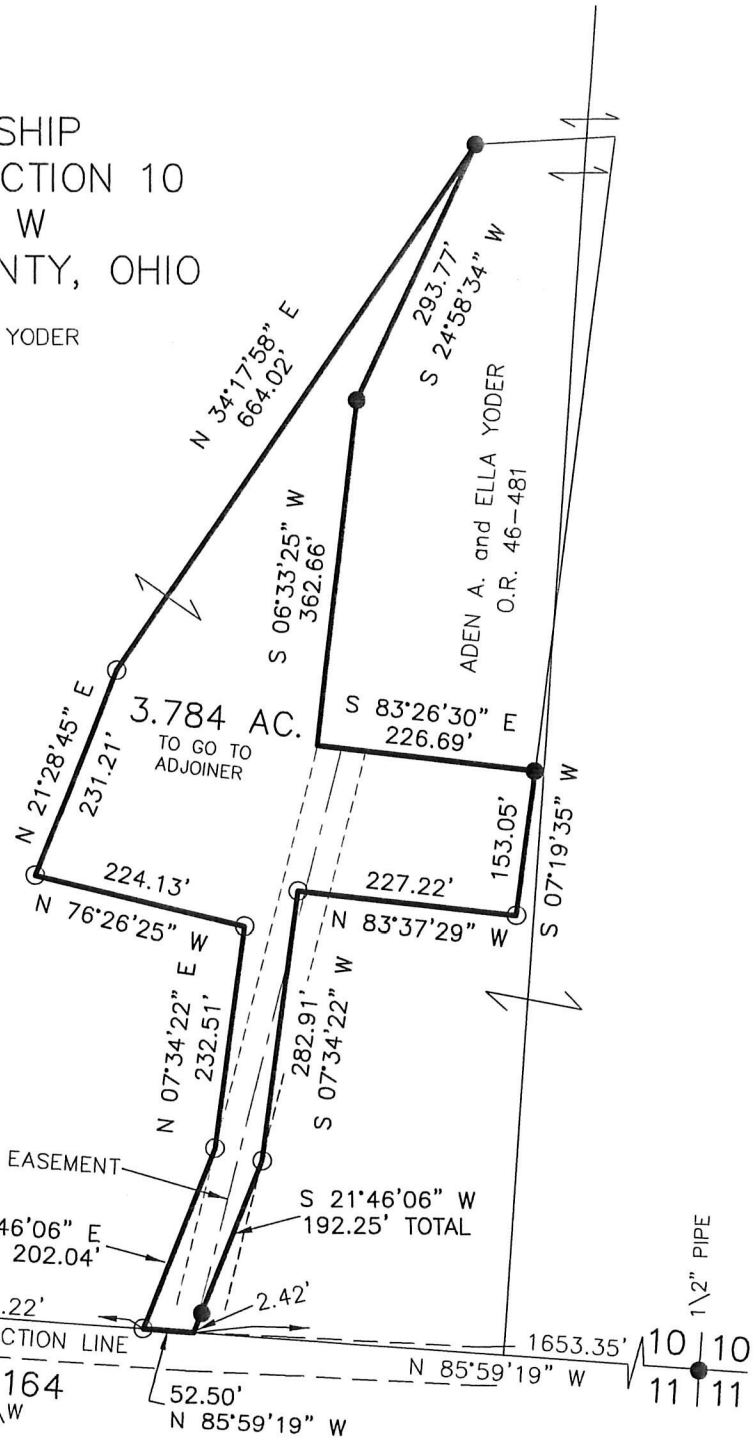 SHIP
CTION 10
W
NTY, OHIO
YODER
N 34°17'58" E
664.02'
293.77'
S 24°58'34" W
ADEN A. and ELLA YODER
O.R. 46-481
S 06°33'25" W
362.66'
S 83°26'30" E
226.69'
3.784 AC.
TO GO TO
ADJOINER
N 21°28'45" E
231.21'
153.05'
S 07°19'35" W
224.13'
N 76°26'25" W
227.22'
N 83°37'29" W
N 07°34'22" E
232.51'
282.91'
S 07°34'22" W
EASEMENT
S 21°46'06" W
192.25' TOTAL
46'06" E
202.04'
2.42'
.22'
CTION LINE
1653.35'
N 85°59'19" W
1\2" PIPE
10 10
11 11
164
\W
52.50'
N 85°59'19" W